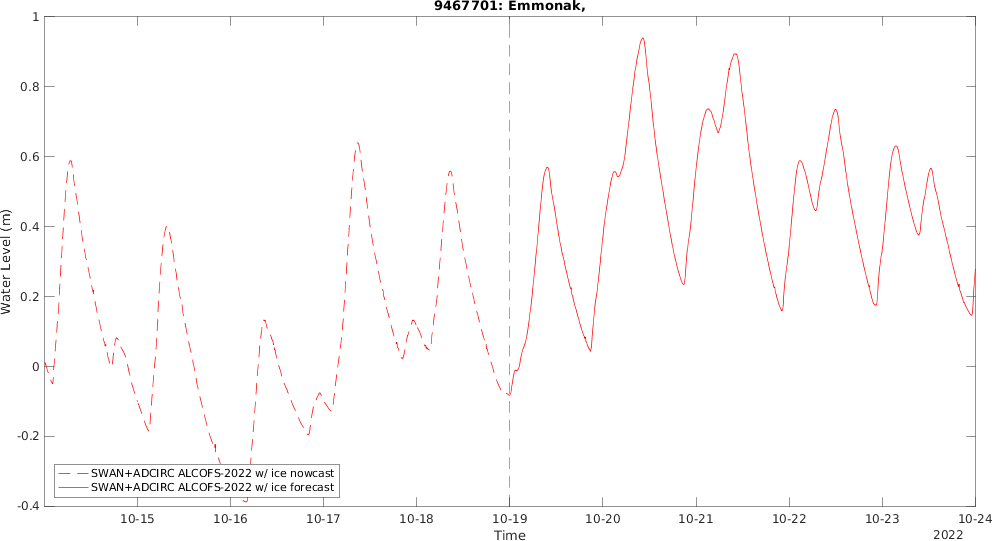 9467701: Emmonak,
1
0.8
0.6
0.4
0.2
0
-0.2
-0.4
Water Level (m)
SWAN+ADCIRC ALCOFS-2022 w/ ice nowcast
SWAN+ADCIRC ALCOFS-2022 w/ ice forecast
10-15 10-16 10-17 10-18 10-19 10-20 10-21 10-22 10-23 10-24
Time
2022